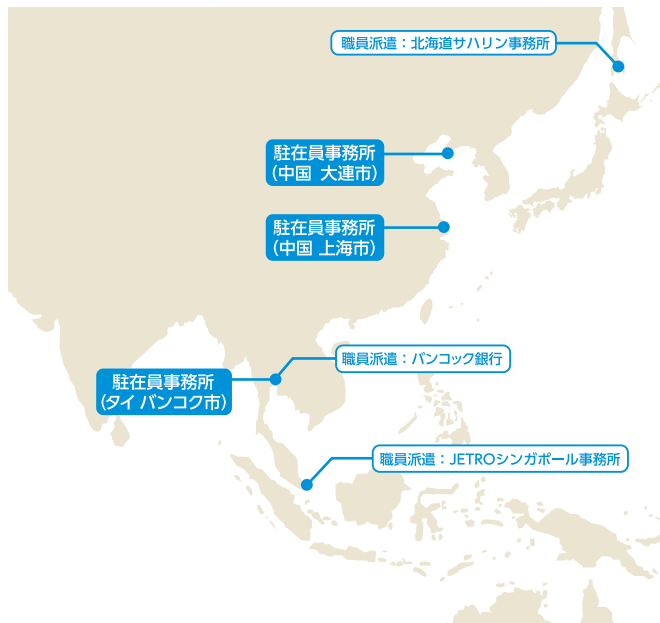 職員派遣：北海道サハリン事務所
駐在員事務所
（中国 大連市）
駐在員事務所
（中国 上海市）
職員派遣：バンコック銀行
駐在員事務所
（タイ バンコク市）
職員派遣：JETROシンガポール事務所